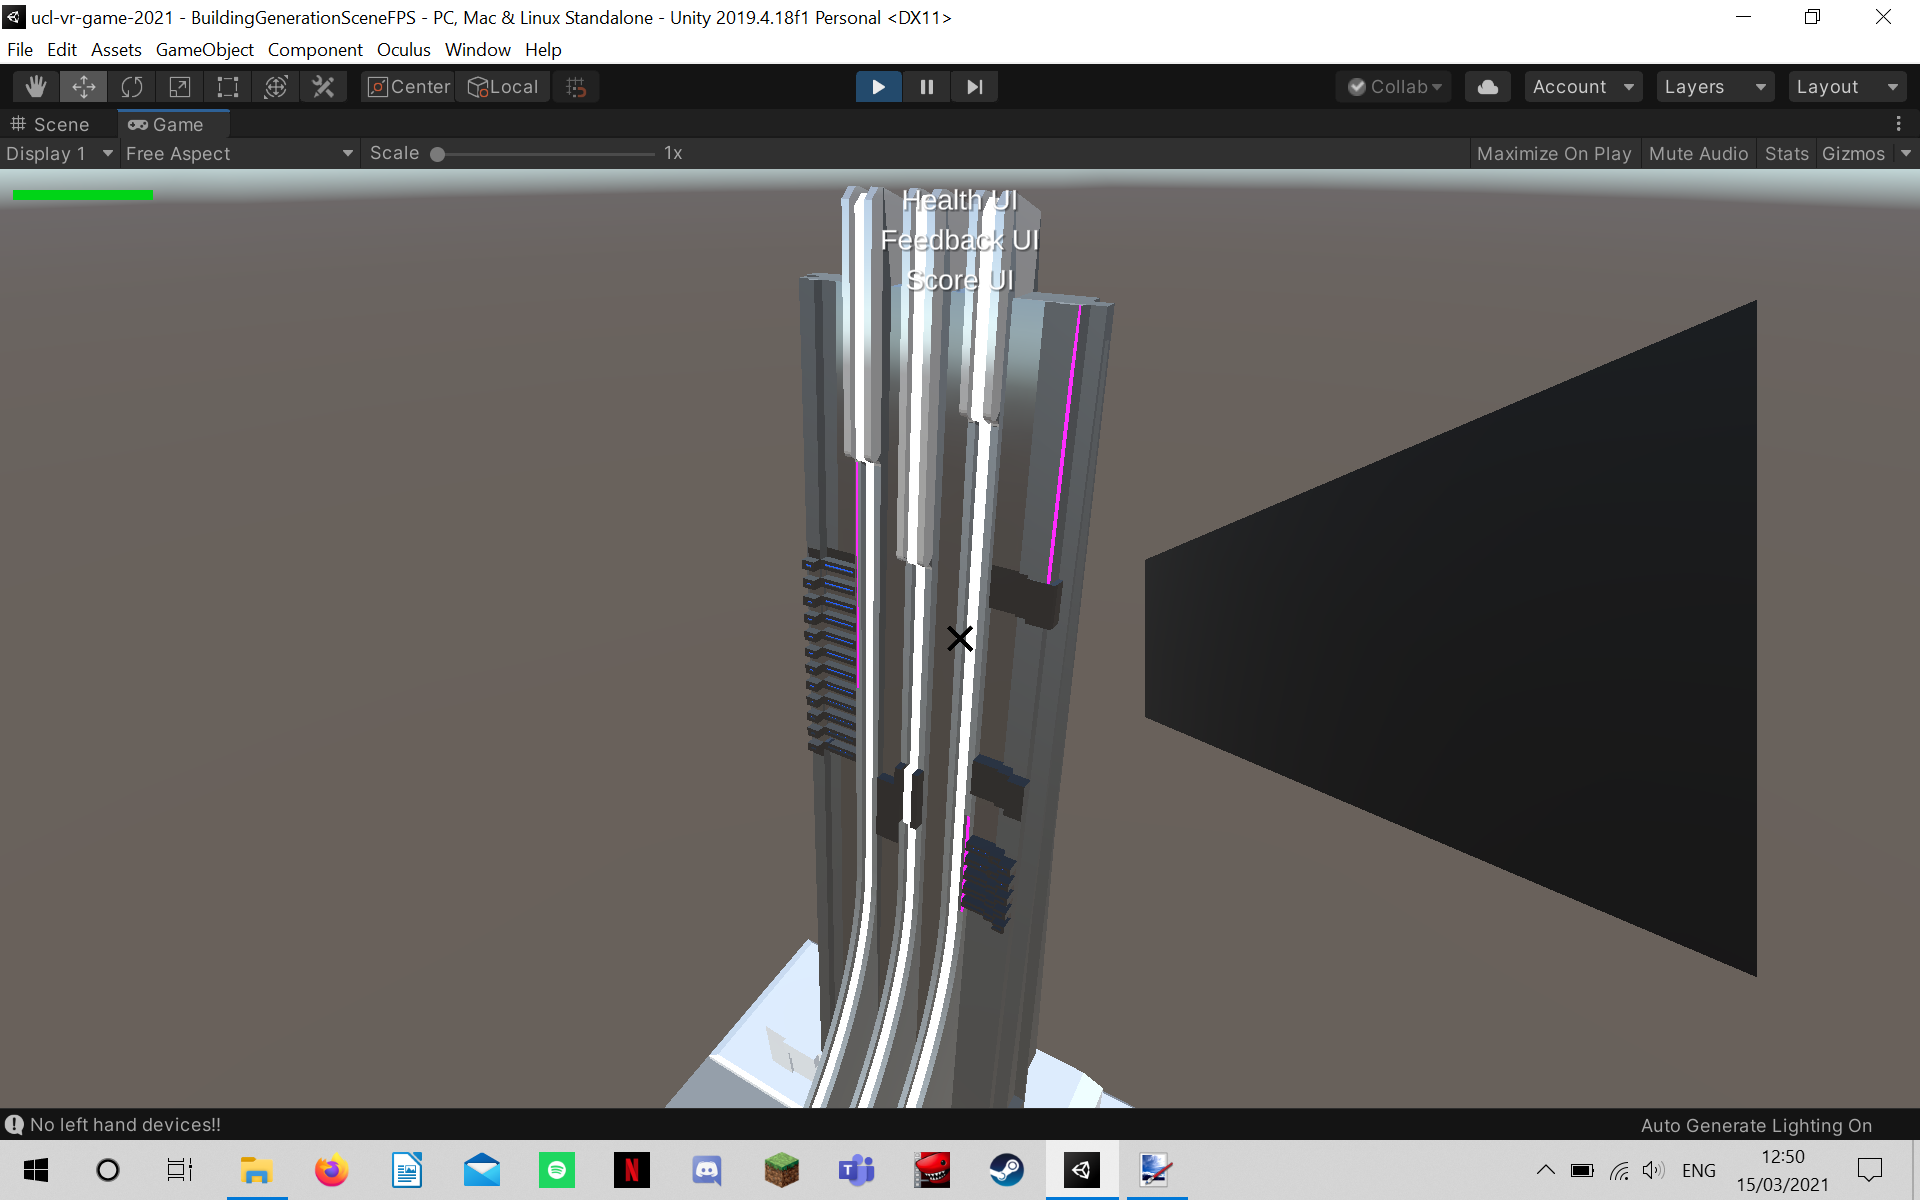 ucl-vr-game-2021 - BuildingGenerationSceneFPS - PC, Mac & Linux Standalone - Unity 2019.4.18f1 Personal <DX11>
File Edit Assets GameObject Component Oculus Window Help
Center Local Collab Account Layers Layout
Scene Game
Display 1 Free Aspect Scale 1x Maximize On Play Mute Audio Stats Gizmos
Health UI
Feedback UI
Score UI
No left hand devices!! Auto Generate Lighting On
ENG
12:50
15/03/2021